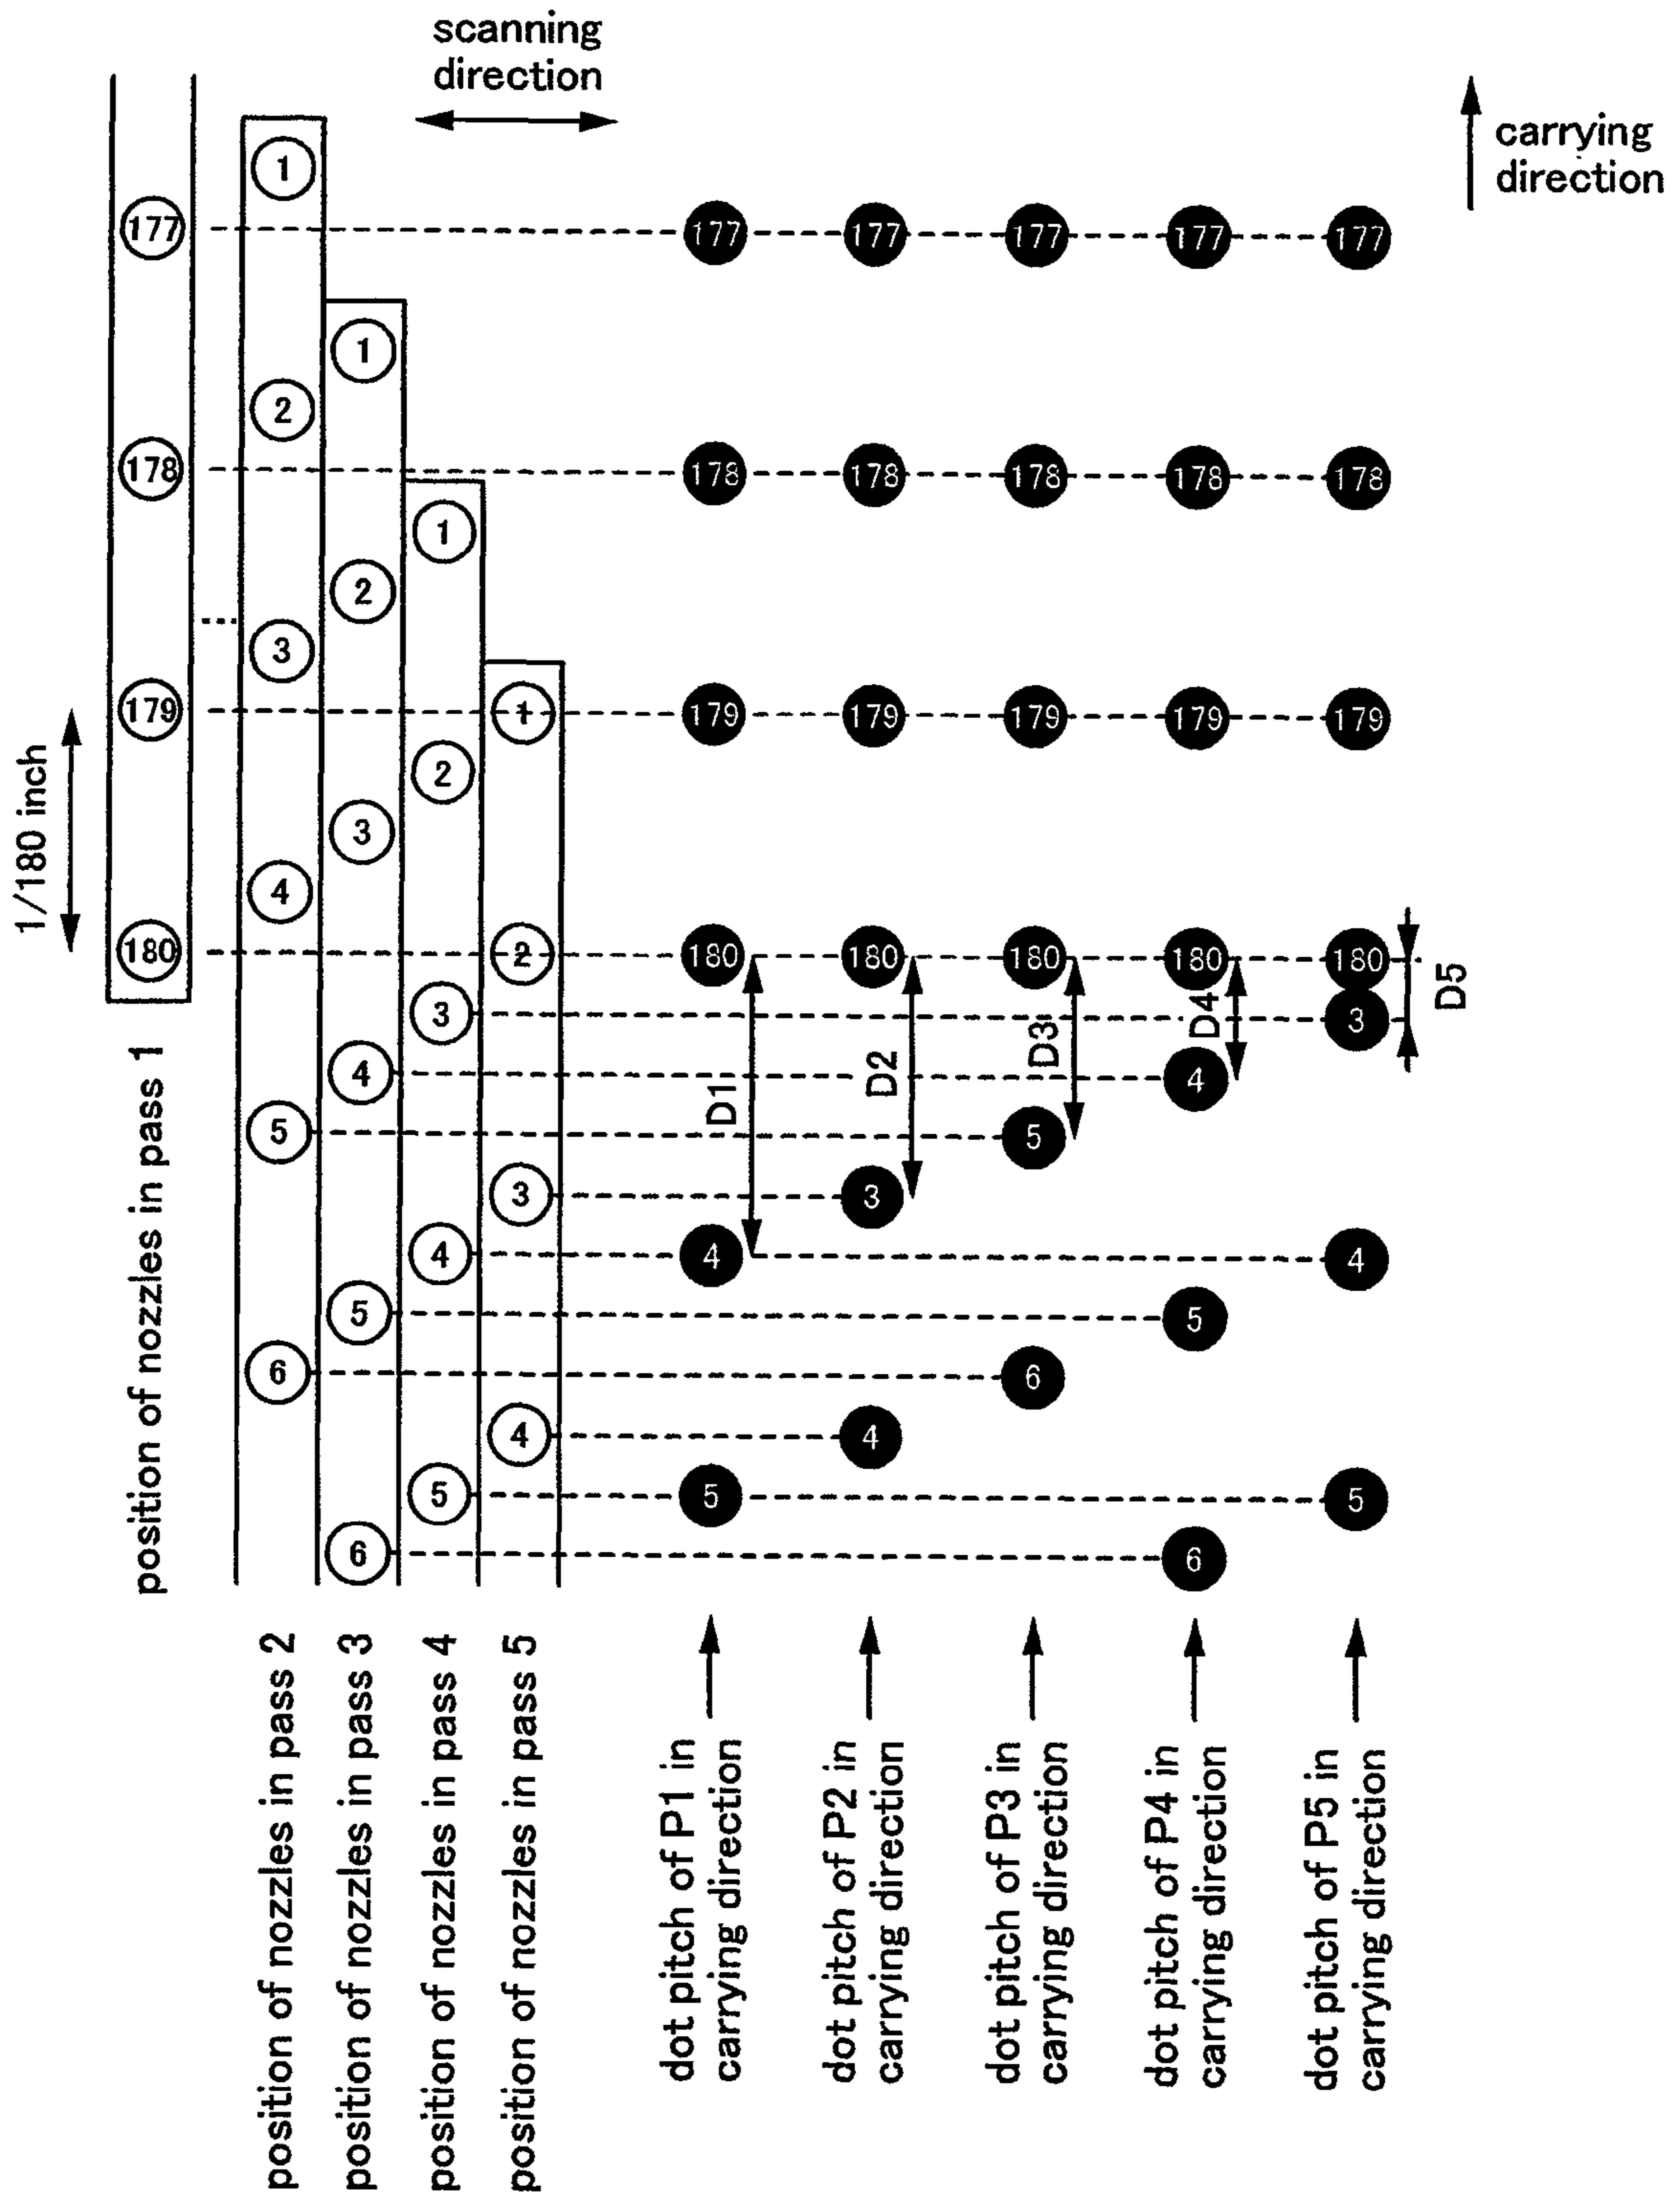 scanning
direction
carrying
direction
1
177 177 177 177 177 177
1
2
178 178 178 178 178 178
1
2
3
179 1 179 179 179 179 179
2
3
4
1/180 inch
180 2 180 180 180 180 180
3 3
D5
D4
D3
4 4
D2
D1
5 5
3 3
4 4 4
5 5
6 6
4 4
5 5 5
6 6
position of nozzles in pass 1
position of nozzles in pass 2
position of nozzles in pass 3
position of nozzles in pass 4
position of nozzles in pass 5
dot pitch of P1 in
carrying direction
dot pitch of P2 in
carrying direction
dot pitch of P3 in
carrying direction
dot pitch of P4 in
carrying direction
dot pitch of P5 in
carrying direction